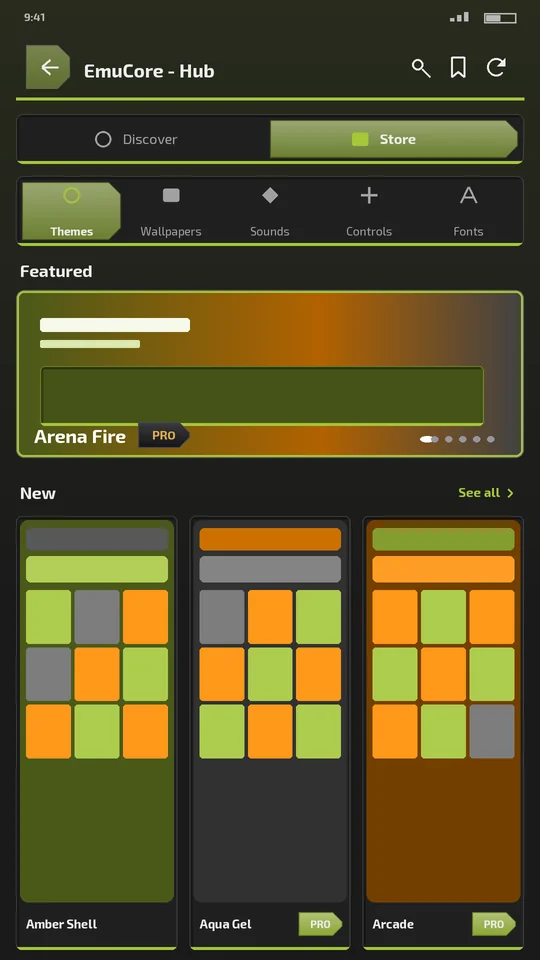 9:41
EmuCore - Hub
Discover
Store
Themes
Wallpapers
Sounds
Controls
Fonts
Featured
Arena Fire
PRO
New
See all
Amber Shell
Aqua Gel
PRO
Arcade
PRO